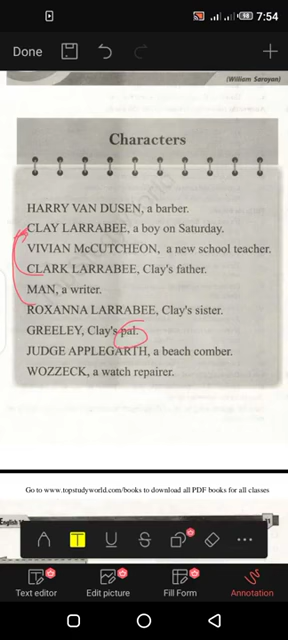 7:54
Done
(William Saroyan)
Characters
HARRY VAN DUSEN, a barber.
CLAY LARRABEE, a boy on Saturday.
VIVIAN McCUTCHEON, a new school teacher.
CLARK LARRABEE, Clay's father.
MAN, a writer.
ROXANNA LARRABEE, Clay's sister.
GREELEY, Clay's pal.
JUDGE APPLEGARTH, a beach comber.
WOZZECK, a watch repairer.
Go to www.topstudyworld.com/books to download all PDF books for all classes
Text editor Edit picture Fill Form Annotation